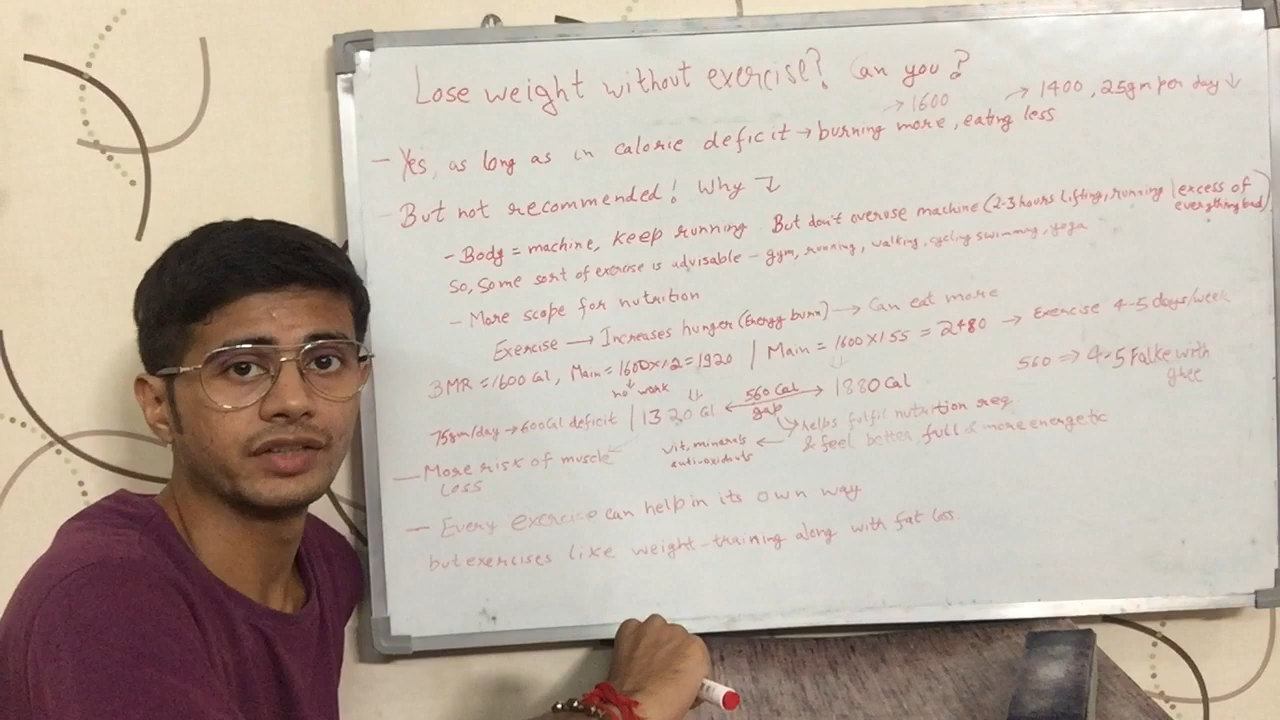 Lose weight without exercise? Can you?
→ 1600 → 1400, 25gm per day ↓
- Yes, as long as in calorie deficit → burning more, eating less
But not recommended! Why ↴
- Body = machine, keep running But don't overuse machine (2-3 hours lifting, running | excess of everything bad)
So, some sort of exercise is advisable - gym, running, walking, cycling swimming, yoga
- More scope for nutrition
Exercise → Increases hunger (Energy burn) → Can eat more
BMR = 1600 Cal, Main = 1600 x 1.2 = 1920 | Main = 1600 x 1.55 = 2480 → Exercise 4-5 days/week
no work
560 ⇒ 4-5 Fulke with ghee
75gm/day → 600 Cal deficit / 1320 Cal ← 560 Cal gap → 1880 Cal
helps fulfil nutrition req.
vit, minerals anti-oxidants ← & feel better, full & more energetic
- More risk of muscle loss
- Every exercise can help in its own way
but exercises like weight-training along with fat loss